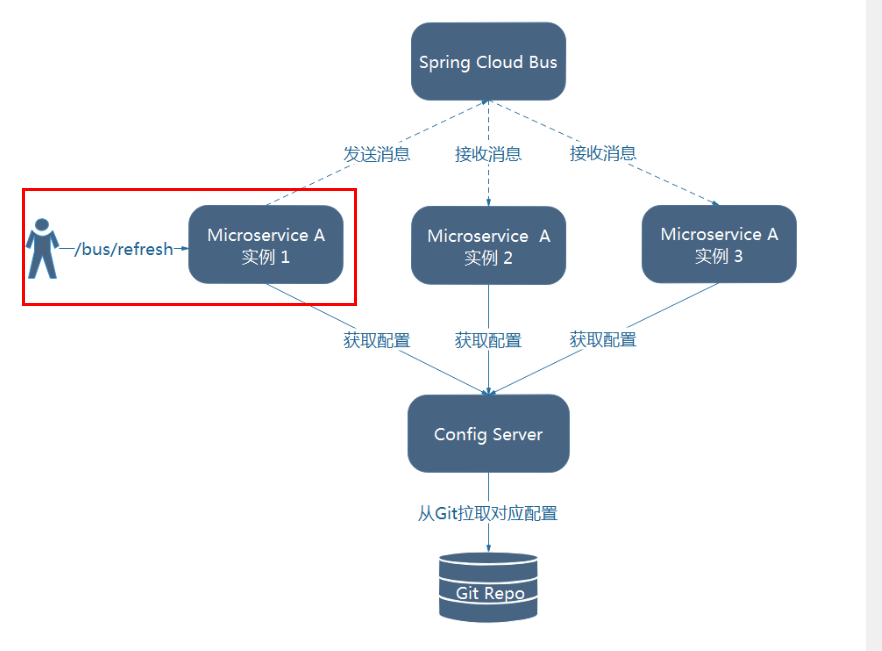 Spring Cloud Bus
发送消息
接收消息
接收消息
/bus/refresh
Microservice A
实例 1
Microservice A
实例 2
Microservice A
实例 3
获取配置
获取配置
获取配置
Config Server
从Git拉取对应配置
Git Repo